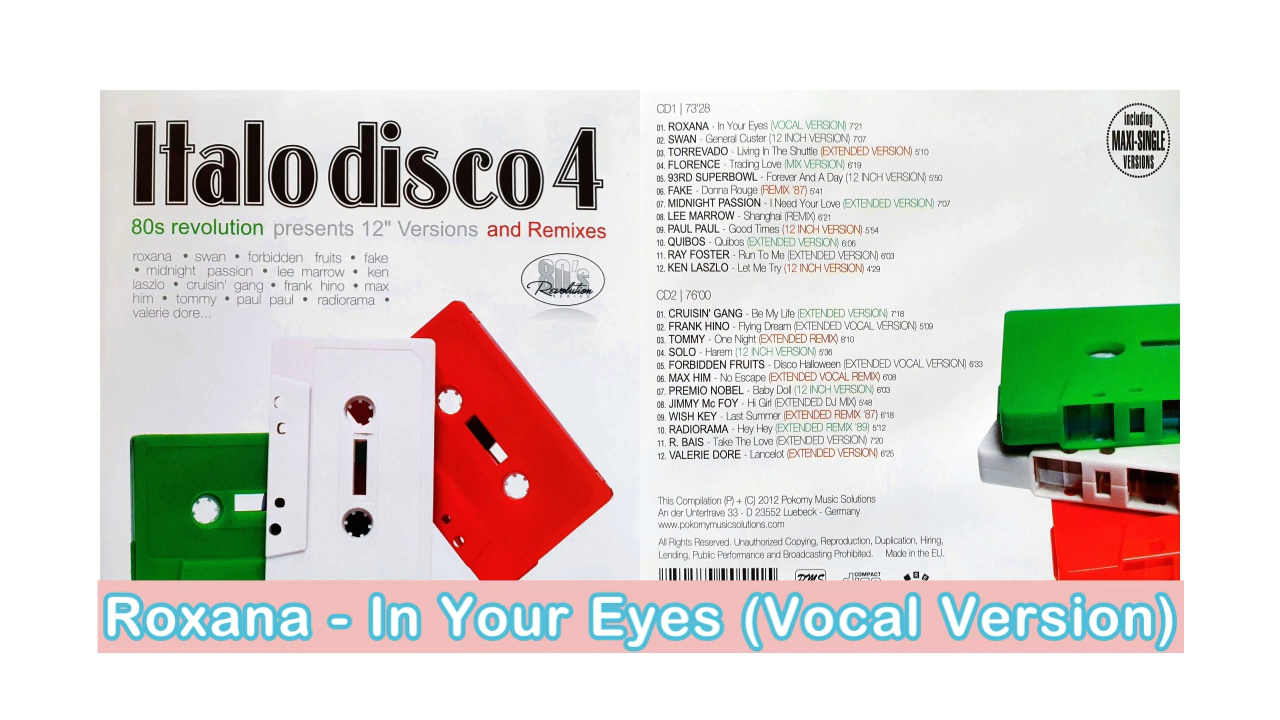 Italo disco 4
80s revolution presents 12" Versions and Remixes
roxana • swan • forbidden fruits • fake
• midnight passion • lee marrow • ken
laszlo • cruisin' gang • frank hino • max
him • tommy • paul paul • radiorama •
valerie dore...
80's
Revolution
SERIES
CD1 | 73'28
01. ROXANA - In Your Eyes (VOCAL VERSION) 7'21
02. SWAN - General Custer (12 INCH VERSION) 7'07
03. TORREVADO - Living In The Shuttle (EXTENDED VERSION) 5'10
04. FLORENCE - Trading Love (MIX VERSION) 6'19
05. 93RD SUPERBOWL - Forever And A Day (12 INCH VERSION) 5'50
06. FAKE - Donna Rouge (REMIX '87) 5'41
07. MIDNIGHT PASSION - I Need Your Love (EXTENDED VERSION) 7'07
08. LEE MARROW - Shanghai (REMIX) 6'21
09. PAUL PAUL - Good Times (12 INCH VERSION) 5'54
10. QUIBOS - Quibos (EXTENDED VERSION) 6:06
11. RAY FOSTER - Run To Me (EXTENDED VERSION) 6'03
12. KEN LASZLO - Let Me Try (12 INCH VERSION) 4'29
CD2 | 76'00
01. CRUISIN' GANG - Be My Life (EXTENDED VERSION) 7'18
02. FRANK HINO - Flying Dream (EXTENDED VOCAL VERSION) 5'09
03. TOMMY - One Night (EXTENDED REMIX) 8'10
04. SOLO - Harem (12 INCH VERSION) 5'36
05. FORBIDDEN FRUITS - Disco Halloween (EXTENDED VOCAL VERSION) 6'33
06. MAX HIM - No Escape (EXTENDED VOCAL REMIX) 6'08
07. PREMIO NOBEL - Baby Doll (12 INCH VERSION) 6'03
08. JIMMY Mc FOY - Hi Girl (EXTENDED DJ MIX) 5'48
09. WISH KEY - Last Summer (EXTENDED REMIX '87) 6'18
10. RADIORAMA - Hey Hey (EXTENDED REMIX '89) 5'12
11. R. BAIS - Take The Love (EXTENDED VERSION) 7'20
12. VALERIE DORE - Lancelot (EXTENDED VERSION) 6'25
including
MAXI-SINGLE
VERSIONS
This Compilation (P) + (C) 2012 Pokorny Music Solutions
An der Untertrave 33 - D 23552 Luebeck - Germany
www.pokornymusicsolutions.com
All Rights Reserved. Unauthorized Copying, Reproduction, Duplication, Hiring,
Lending, Public Performance and Broadcasting Prohibited. Made in the EU.
PMS
COMPACT
Roxana - In Your Eyes (Vocal Version)